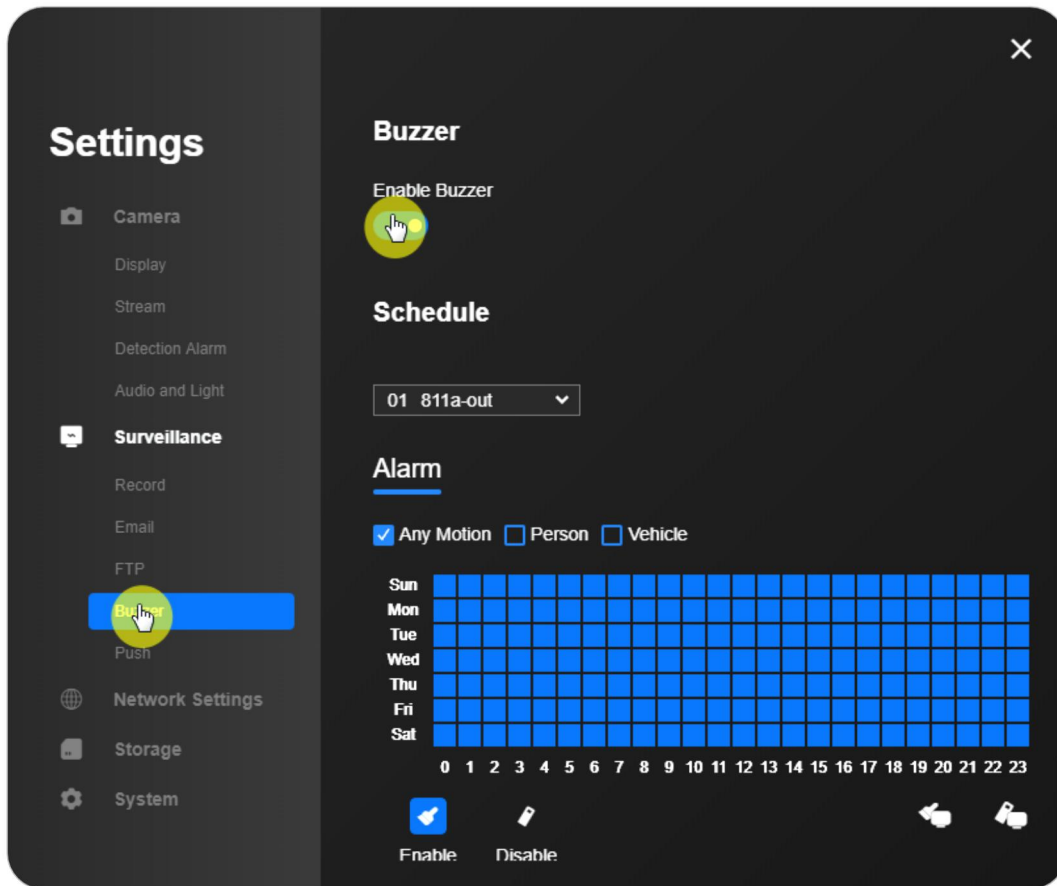 Settings
Camera
Display
Stream
Detection Alarm
Audio and Light
Surveillance
Record
Email
FTP
Buzzer
Push
Network Settings
Storage
System
Buzzer
Enable Buzzer
Schedule
01 811a-out
Alarm
Any Motion Person Vehicle
Sun
Mon
Tue
Wed
Thu
Fri
Sat
0 1 2 3 4 5 6 7 8 9 10 11 12 13 14 15 16 17 18 19 20 21 22 23
Enable Disable